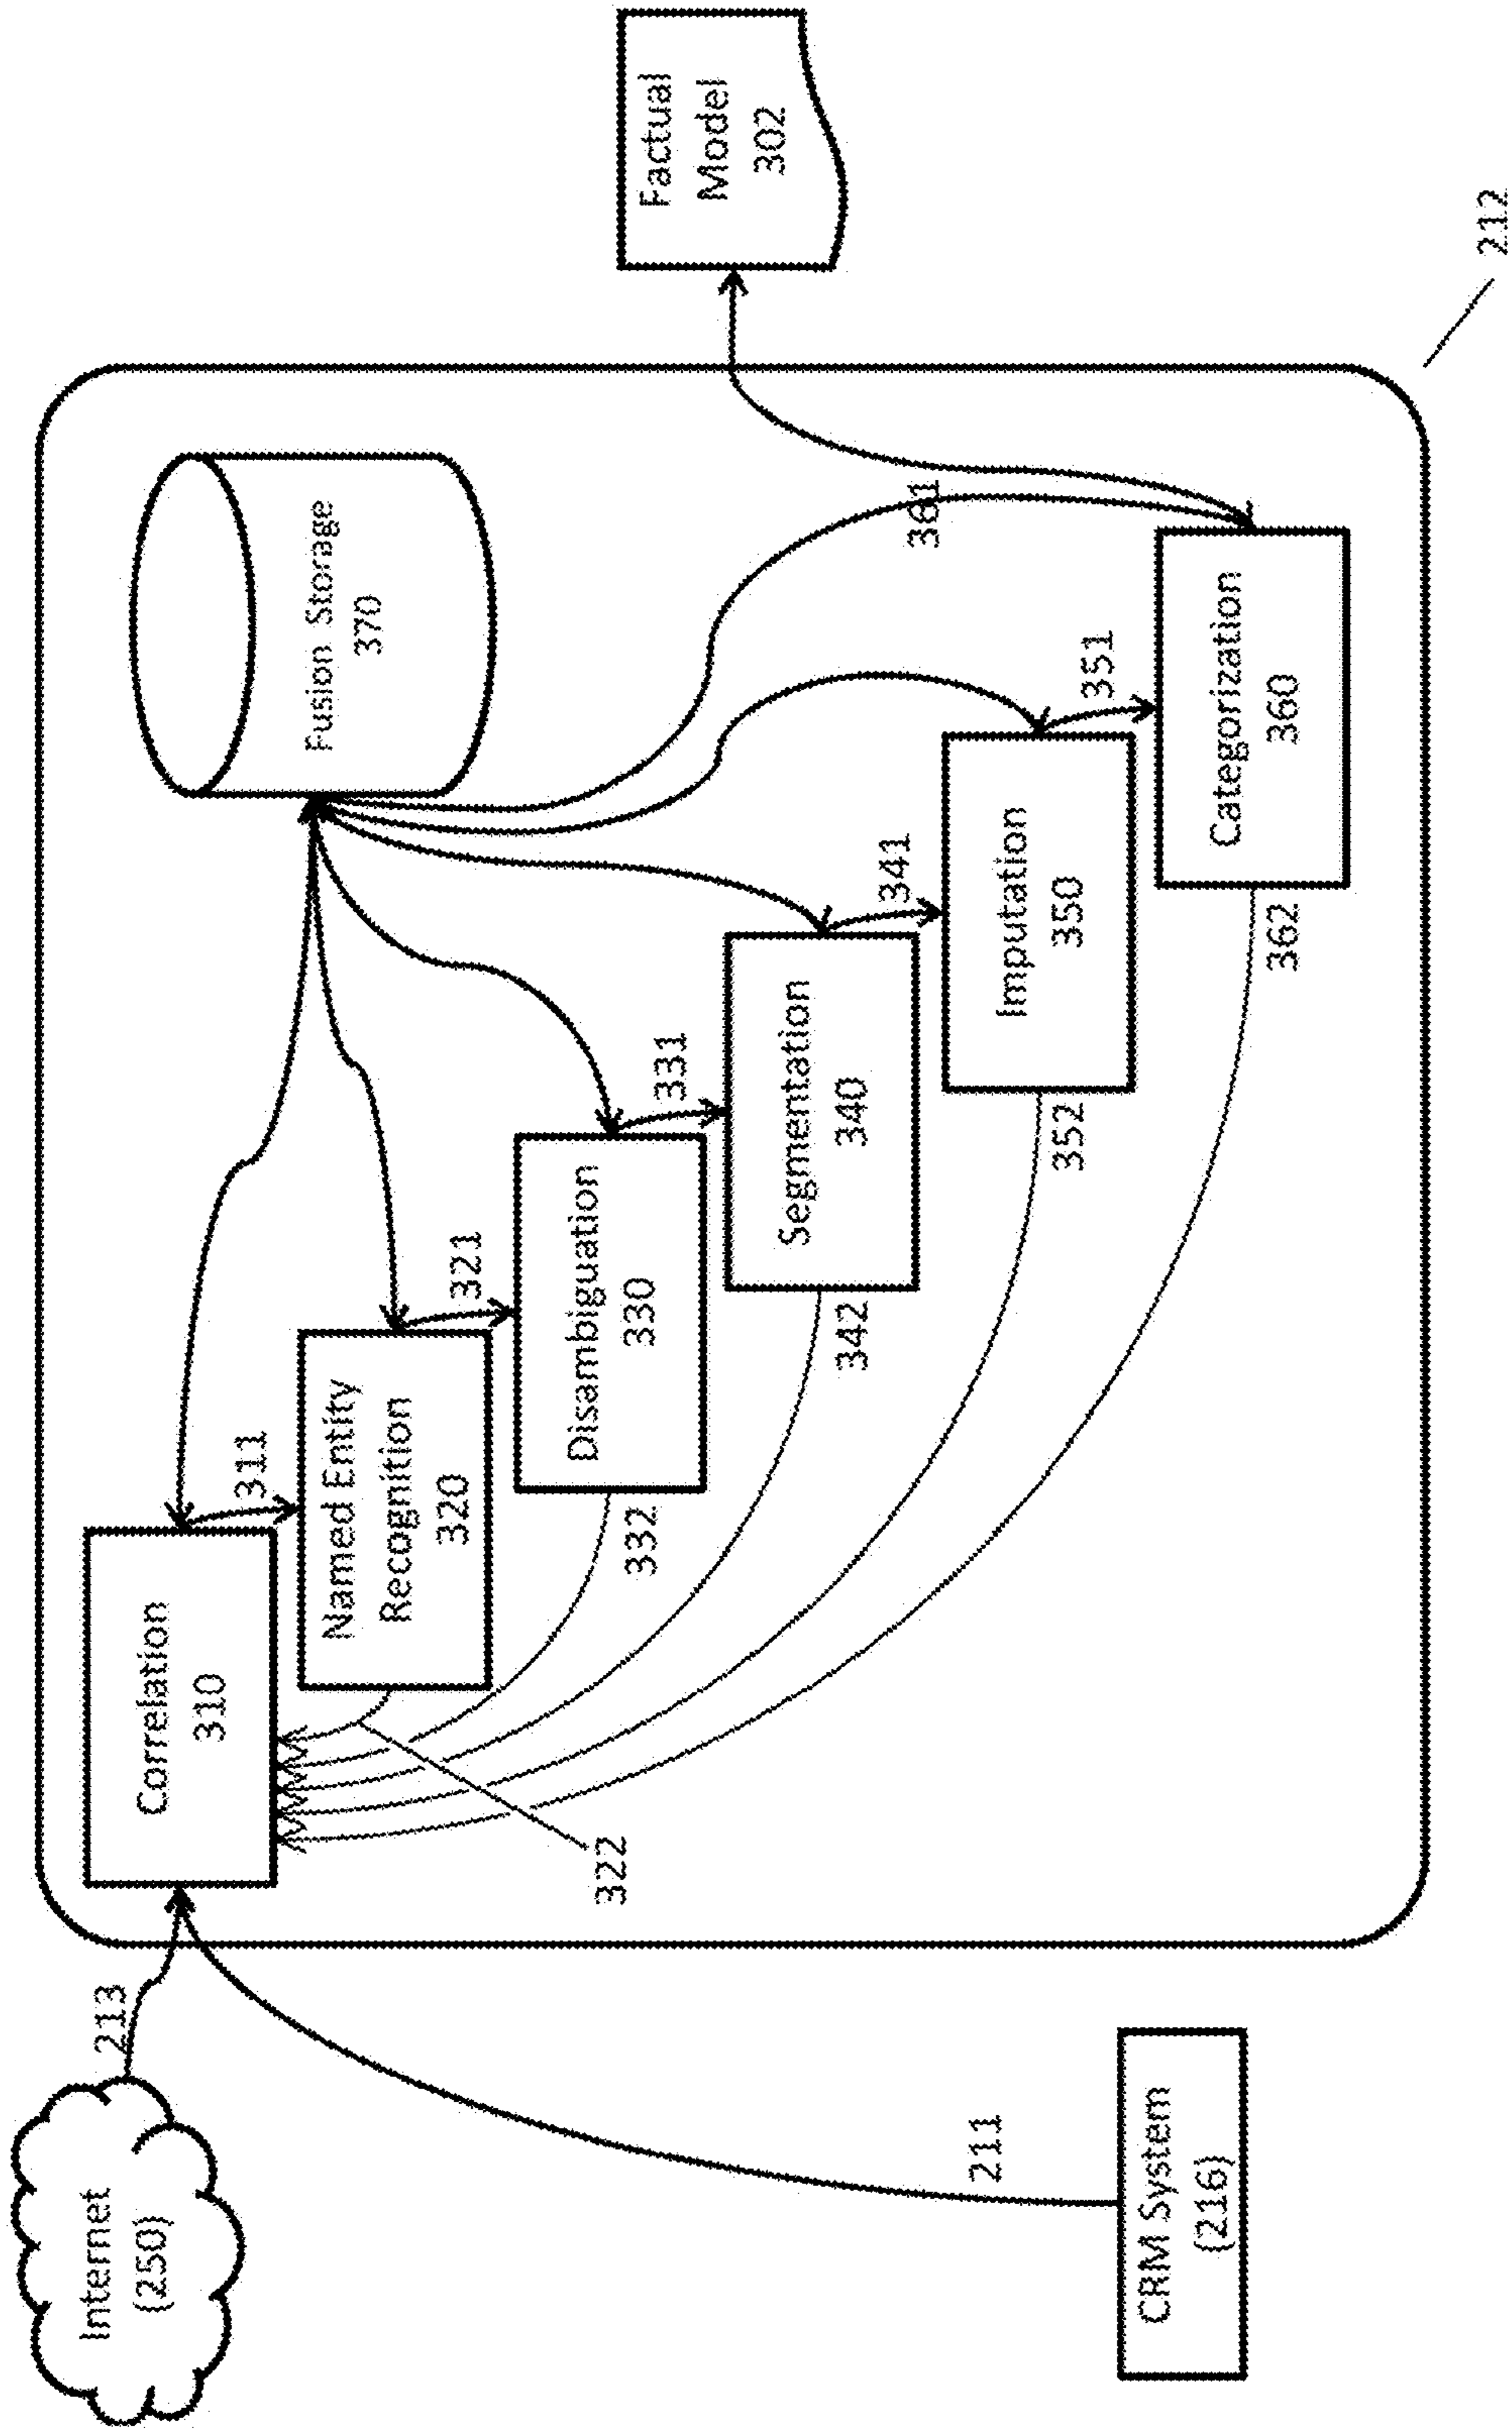 Internet
(250)
213
CRM System
(216)
211
Correlation
310
311
Named Entity
Recognition
320
321
322
Disambiguation
330
331
332
Segmentation
340
341
342
Imputation
350
351
352
Categorization
360
361
362
Fusion Storage
370
Factual
Model
302
212